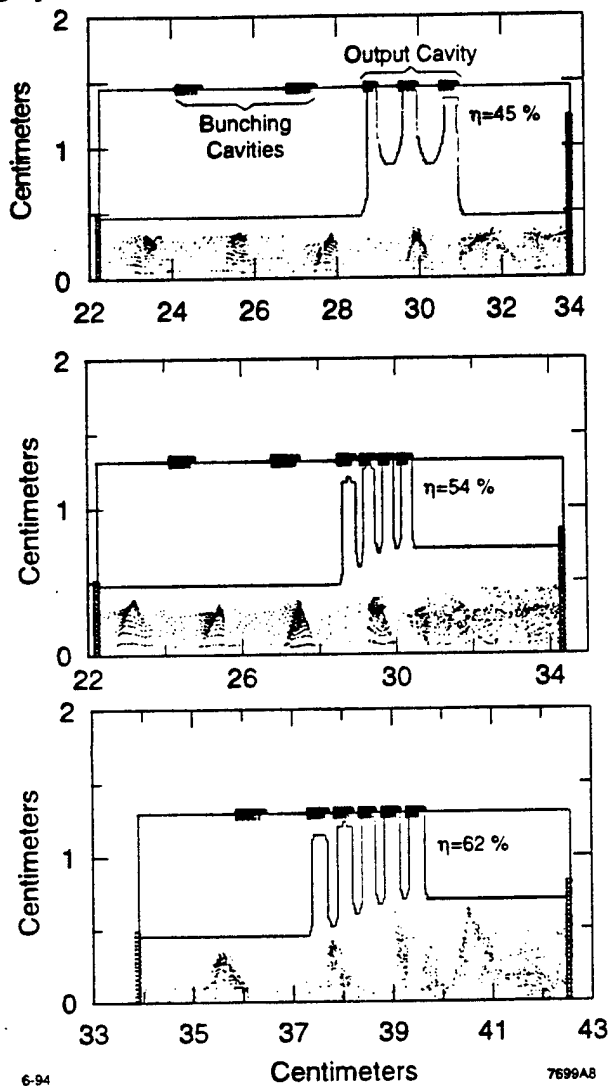 2
Output Cavity
η=45 %
Bunching
Cavities
1
Centimeters
0
22 24 26 28 30 32 34
2
η=54 %
1
Centimeters
0
22 26 30 34
2
η=62 %
1
Centimeters
0
33 35 37 39 41 43
Centimeters
6-94
7699A8